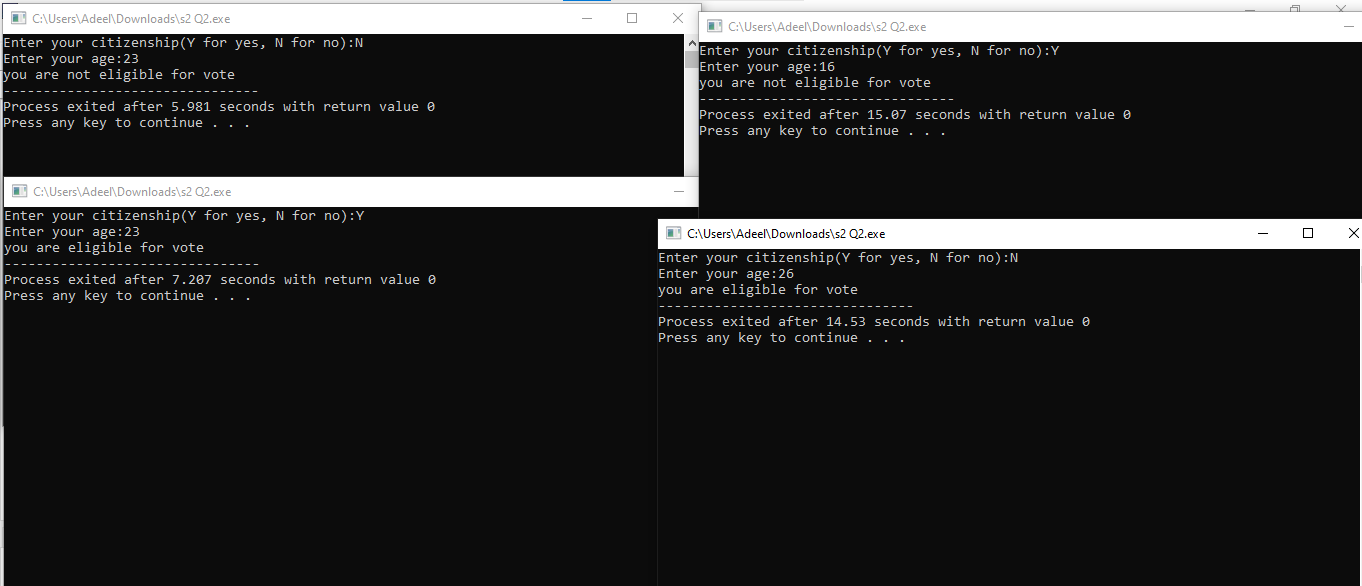 C:\Users\Adeel\Downloads\s2 Q2.exe
Enter your citizenship(Y for yes, N for no):N
Enter your age:23
you are not eligible for vote
--------------------------------
Process exited after 5.981 seconds with return value 0
Press any key to continue . . .
C:\Users\Adeel\Downloads\s2 Q2.exe
Enter your citizenship(Y for yes, N for no):Y
Enter your age:16
you are not eligible for vote
--------------------------------
Process exited after 15.07 seconds with return value 0
Press any key to continue . . .
C:\Users\Adeel\Downloads\s2 Q2.exe
Enter your citizenship(Y for yes, N for no):Y
Enter your age:23
you are eligible for vote
--------------------------------
Process exited after 7.207 seconds with return value 0
Press any key to continue . . .
C:\Users\Adeel\Downloads\s2 Q2.exe
Enter your citizenship(Y for yes, N for no):N
Enter your age:26
you are eligible for vote
--------------------------------
Process exited after 14.53 seconds with return value 0
Press any key to continue . . .